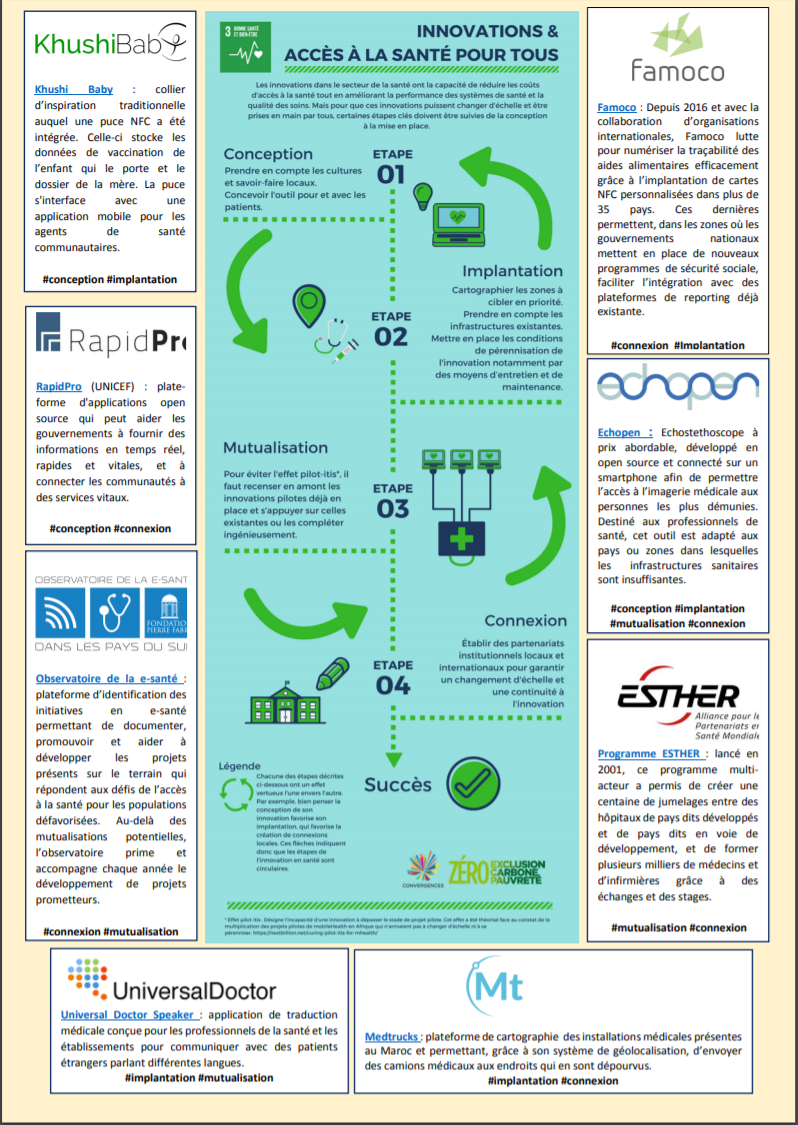 KhushiBaby
Khushi Baby : collier
d’inspiration traditionnelle
auquel une puce NFC a été
intégrée. Celle-ci stocke les
données de vaccination de
l’enfant qui le porte et le
dossier de la mère. La puce
s'interface avec une
application mobile pour les
agents de santé
communautaires.
#conception #implantation
RapidPr
RapidPro (UNICEF) : plate-
forme d'applications open
source qui peut aider les
gouvernements à fournir des
informations en temps réel,
rapides et vitales, et à
connecter les communautés à
des services vitaux.
#conception #connexion
OBSERVATOIRE DE LA E-SANT
FONDATIO
PIERRE FABR
DANS LES PAYS DU SU
Observatoire de la e-santé :
plateforme d’identification des
initiatives en e-santé
permettant de documenter,
promouvoir et aider à
développer les projets
présents sur le terrain qui
répondent aux défis de l’accès
à la santé pour les populations
défavorisées. Au-delà des
mutualisations potentielles,
l’observatoire prime et
accompagne chaque année le
développement de projets
prometteurs.
#connexion #mutualisation
3 BONNE SANTÉ
ET BIEN-ÊTRE
INNOVATIONS &
ACCÈS À LA SANTÉ POUR TOUS
Les innovations dans le secteur de la santé ont la capacité de réduire les coûts
d'accès à la santé tout en améliorant la performance des systèmes de santé et la
qualité des soins. Mais pour que ces innovations puissent changer d'échelle et être
prises en main par tous, certaines étapes clés doivent être suivies de la conception
à la mise en place.
Conception
Prendre en compte les cultures
et savoir-faire locaux.
Concevoir l'outil pour et avec les
patients.
ETAPE
01
Implantation
Cartographier les zones à
cibler en priorité.
Prendre en compte les
infrastructures existantes.
Mettre en place les conditions
de pérennisation de
l'innovation notamment par
des moyens d'entretien et de
maintenance.
ETAPE
02
Mutualisation
Pour éviter l'effet pilot-itis*, il
faut recenser en amont les
innovations pilotes déjà en
place et s'appuyer sur celles
existantes ou les compléter
ingénieusement.
ETAPE
03
Connexion
Établir des partenariats
institutionnels locaux et
internationaux pour garantir
un changement d'échelle et
une continuité à
l'innovation
ETAPE
04
Légende
Chacune des étapes décrites
ci-dessous ont un effet
vertueux l'une envers l'autre.
Par exemple, bien penser la
conception de son
innovation favorise son
implantation, qui favorise la
création de connexions
locales. Ces flèches indiquent
donc que les étapes de
l'innovation en santé sont
circulaires.
Succès
CONVERGENCES
ZÉRO EXCLUSION
CARBONE
PAUVRETÉ
* Effet pilot-itis : Désigne l'incapacité d'une innovation à dépasser le stade de projet pilote. Cet effet a été théorisé face au constat de la
multiplication des projets pilotes de mobileHealth en Afrique qui n'arrivaient pas à changer d'échelle ni à se
pérenniser. https://nextbillion.net/curing-pilot-itis-for-mhealth/
famoco
Famoco : Depuis 2016 et avec la
collaboration d’organisations
internationales, Famoco lutte
pour numériser la traçabilité des
aides alimentaires efficacement
grâce à l’implantation de cartes
NFC personnalisées dans plus de
35 pays. Ces dernières
permettent, dans les zones où les
gouvernements nationaux
mettent en place de nouveaux
programmes de sécurité sociale,
faciliter l’intégration avec des
plateformes de reporting déjà
existante.
#connexion #Implantation
echopen
Echopen : Echostethoscope à
prix abordable, développé en
open source et connecté sur un
smartphone afin de permettre
l’accès à l’imagerie médicale aux
personnes les plus démunies.
Destiné aux professionnels de
santé, cet outil est adapté aux
pays ou zones dans lesquelles
les infrastructures sanitaires
sont insuffisantes.
#conception #implantation
#mutualisation #connexion
ESTHER
Alliance pour le
Partenariats en
Santé Mondiale
Programme ESTHER : lancé en
2001, ce programme multi-
acteur a permis de créer une
centaine de jumelages entre des
hôpitaux de pays dits développés
et de pays dits en voie de
développement, et de former
plusieurs milliers de médecins et
d’infirmières grâce à des
échanges et des stages.
#mutualisation #connexion
UniversalDoctor
Universal Doctor Speaker : application de traduction
médicale conçue pour les professionnels de la santé et les
établissements pour communiquer avec des patients
étrangers parlant différentes langues.
#implantation #mutualisation
Mt
Medtrucks : plateforme de cartographie des installations médicales présentes
au Maroc et permettant, grâce à son système de géolocalisation, d’envoyer
des camions médicaux aux endroits qui en sont dépourvus.
#implantation #connexion